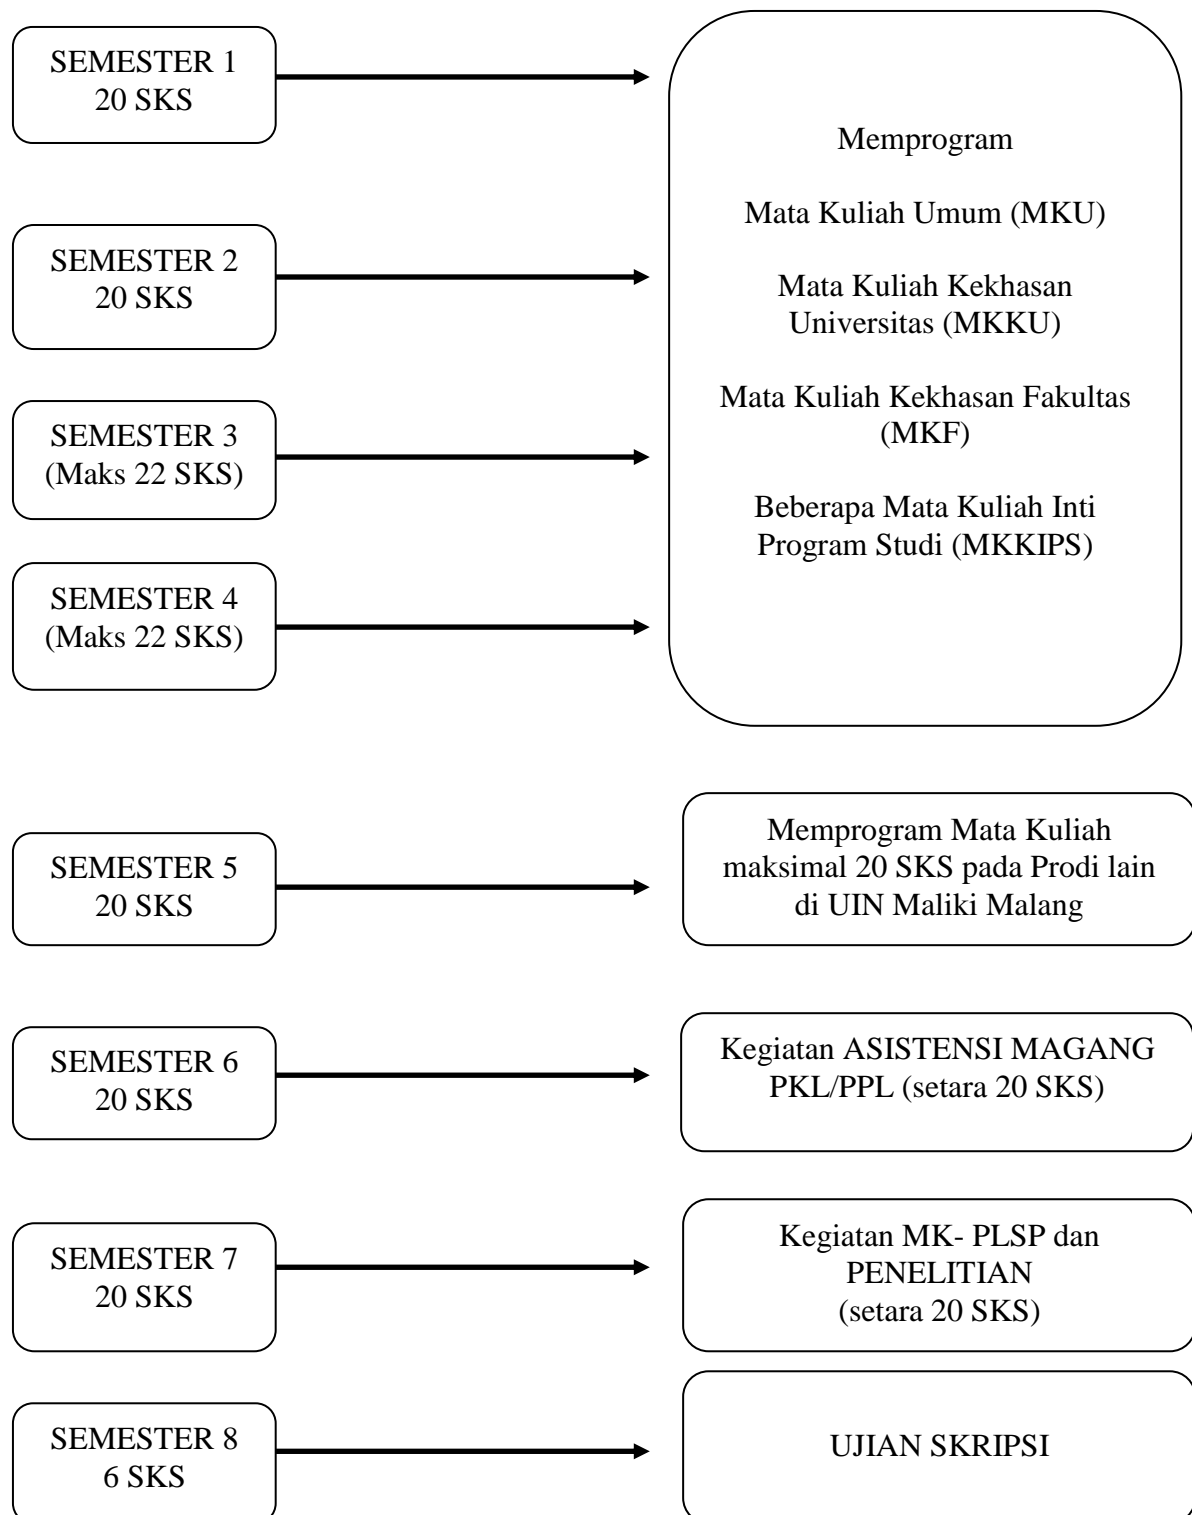 SEMESTER 1
20 SKS
Memprogram
Mata Kuliah Umum (MKU)
SEMESTER 2
20 SKS
Mata Kuliah Kekhasan
Universitas (MKKU)
SEMESTER 3
(Maks 22 SKS)
Mata Kuliah Kekhasan Fakultas
(MKF)
Beberapa Mata Kuliah Inti
Program Studi (MKKIPS)
SEMESTER 4
(Maks 22 SKS)
SEMESTER 5
20 SKS
Memprogram Mata Kuliah
maksimal 20 SKS pada Prodi lain
di UIN Maliki Malang
SEMESTER 6
20 SKS
Kegiatan ASISTENSI MAGANG
PKL/PPL (setara 20 SKS)
SEMESTER 7
20 SKS
Kegiatan MK- PLSP dan
PENELITIAN
(setara 20 SKS)
SEMESTER 8
6 SKS
UJIAN SKRIPSI